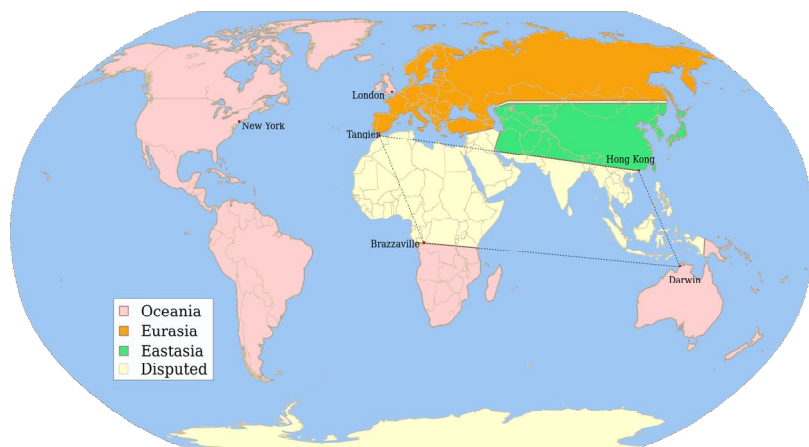 London
New York
Tangier
Hong Kong
Brazzaville
Darwin
Oceania
Eurasia
Eastasia
Disputed